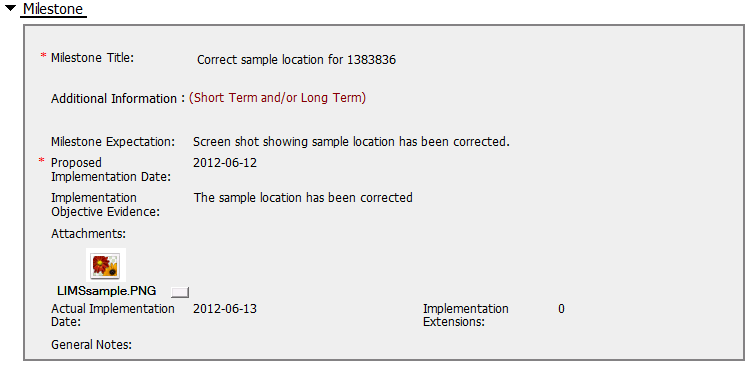 Milestone
* Milestone Title: Correct sample location for 1383836
Additional Information : (Short Term and/or Long Term)
Milestone Expectation: Screen shot showing sample location has been corrected.
* Proposed 2012-06-12
Implementation Date:
Implementation The sample location has been corrected
Objective Evidence:
Attachments:
LIMSsample.PNG
Actual Implementation 2012-06-13 Implementation 0
Date: Extensions:
General Notes: